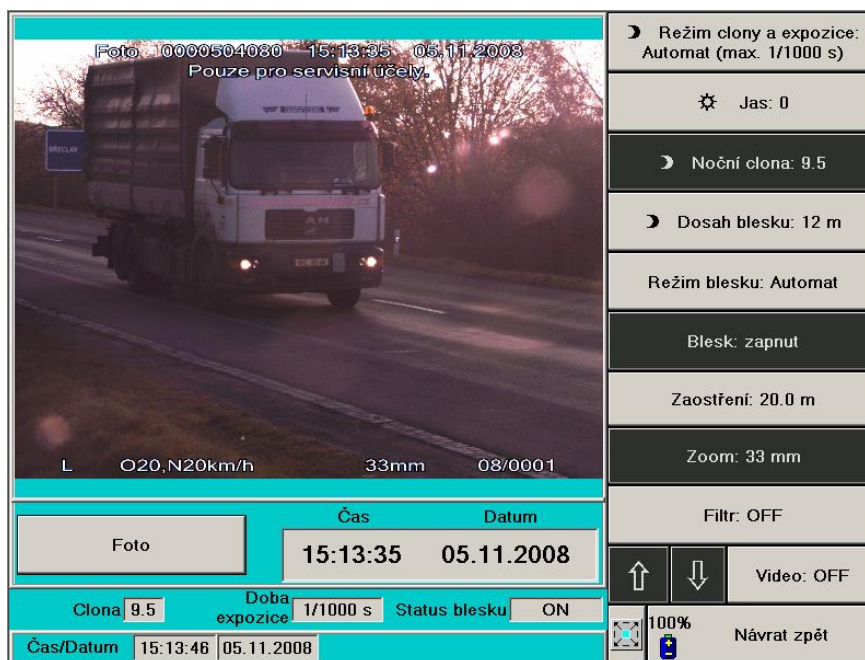 Foto 0000504080 15:13:35 05.11.2008
Pouze pro servisní účely.
BŘECLAV
L O20,N20km/h 33mm 08/0001
Foto
Čas Datum
15:13:35 05.11.2008
Clona 9.5 Doba expozice 1/1000 s Status blesku ON
Čas/Datum 15:13:46 05.11.2008
Režim clony a expozice:
Automat (max. 1/1000 s)
Jas: 0
Noční clona: 9.5
Dosah blesku: 12 m
Režim blesku: Automat
Blesk: zapnut
Zaostření: 20.0 m
Zoom: 33 mm
Filtr: OFF
Video: OFF
100%
Návrat zpět